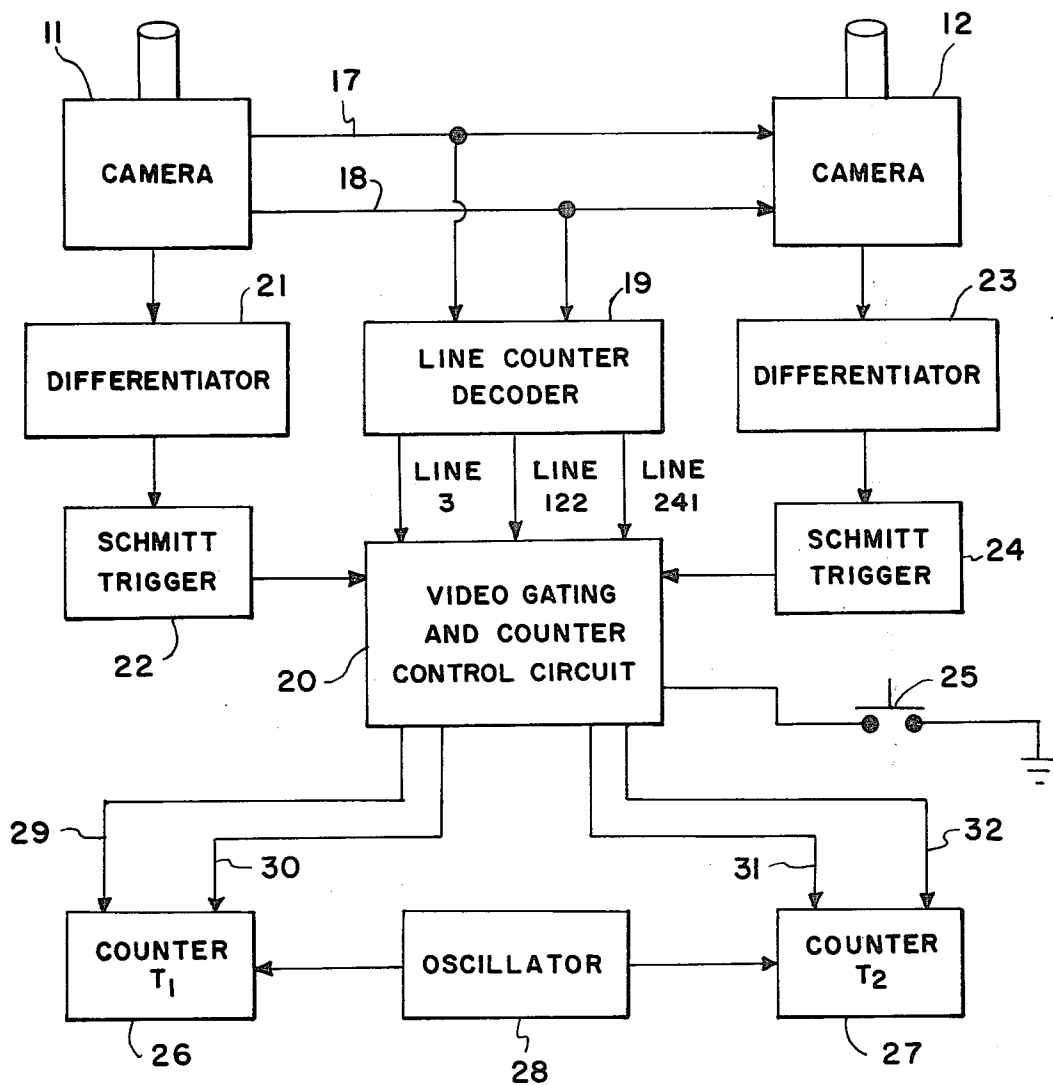 11
12
17
CAMERA
CAMERA
18
21
19
23
DIFFERENTIATOR
LINE COUNTER
DECODER
DIFFERENTIATOR
LINE
3
LINE
122
LINE
241
SCHMITT
TRIGGER
22
SCHMITT
TRIGGER
24
VIDEO GATING
AND COUNTER
CONTROL CIRCUIT
20
25
29
30
31
32
COUNTER
T1
OSCILLATOR
COUNTER
T2
26
28
27